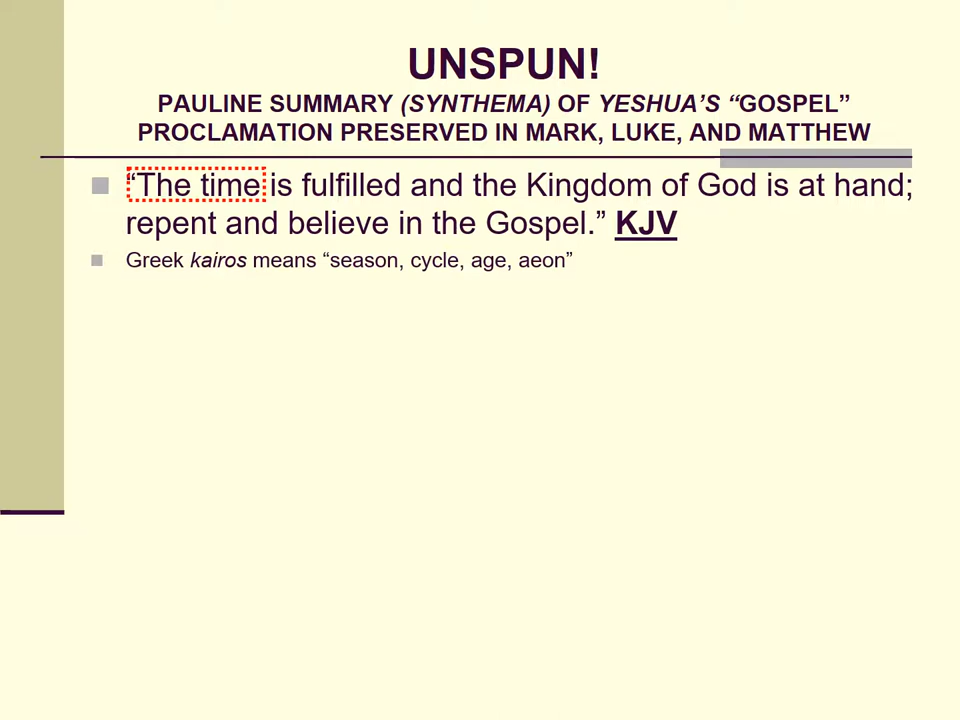 UNSPUN!
PAULINE SUMMARY (SYNTHEMA) OF YESHUA’S “GOSPEL”
PROCLAMATION PRESERVED IN MARK, LUKE, AND MATTHEW
“The time is fulfilled and the Kingdom of God is at hand;
repent and believe in the Gospel.” KJV
Greek kairos means “season, cycle, age, aeon”